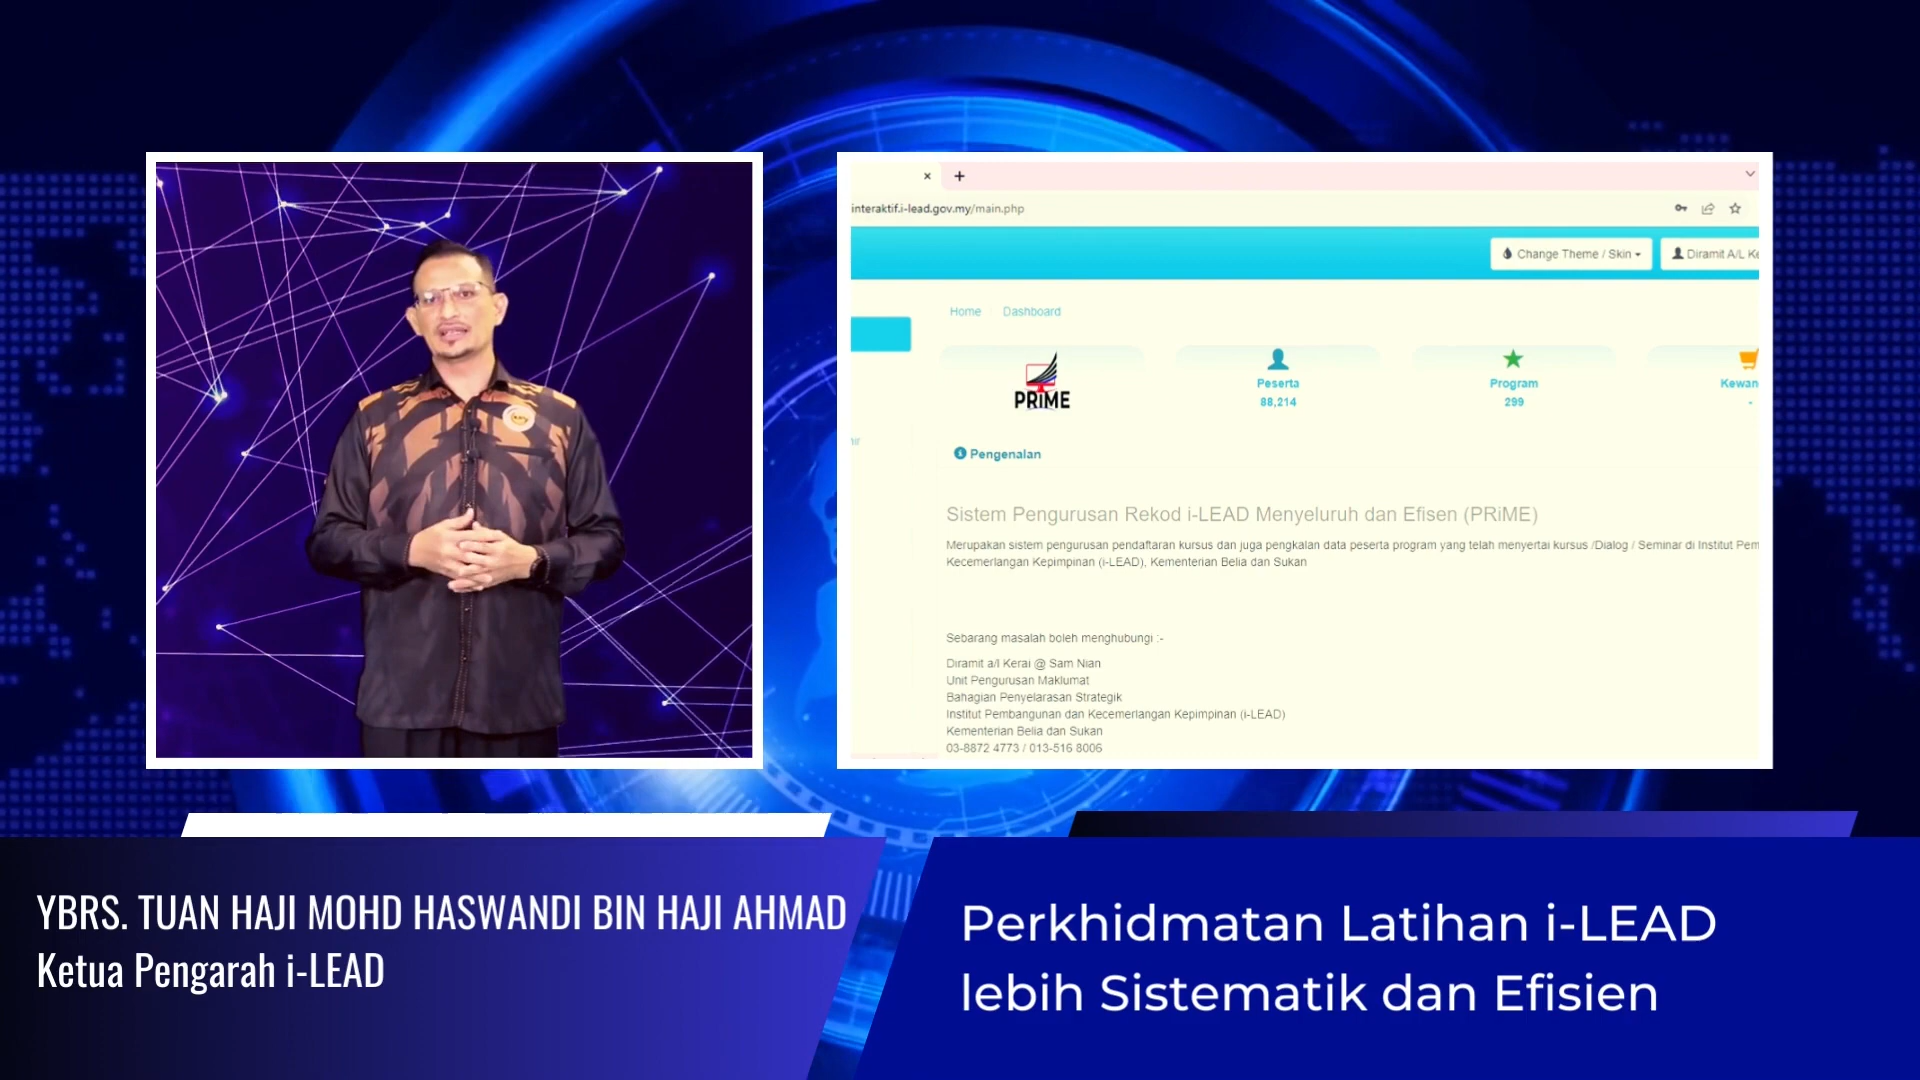 interaktif.i-lead.gov.my/main.php
Change Theme / Skin
Diramit A/L
Home
Dashboard
PRiME
Peserta
88,214
Program
299
Kewan
-
Pengenalan
Sistem Pengurusan Rekod i-LEAD Menyeluruh dan Efisen (PRiME)
Merupakan sistem pengurusan pendaftaran kursus dan juga pengkalan data peserta program yang telah menyertai kursus /Dialog / Seminar di Institut Pem
Kecemerlangan Kepimpinan (i-LEAD), Kementerian Belia dan Sukan
Sebarang masalah boleh menghubungi :-
Diramit a/l Kerai @ Sam Nian
Unit Pengurusan Maklumat
Bahagian Penyelarasan Strategik
Institut Pembangunan dan Kecemerlangan Kepimpinan (i-LEAD)
Kementerian Belia dan Sukan
03-8872 4773 / 013-516 8006
YBRS. TUAN HAJI MOHD HASWANDI BIN HAJI AHMAD
Ketua Pengarah i-LEAD
Perkhidmatan Latihan i-LEAD
lebih Sistematik dan Efisien